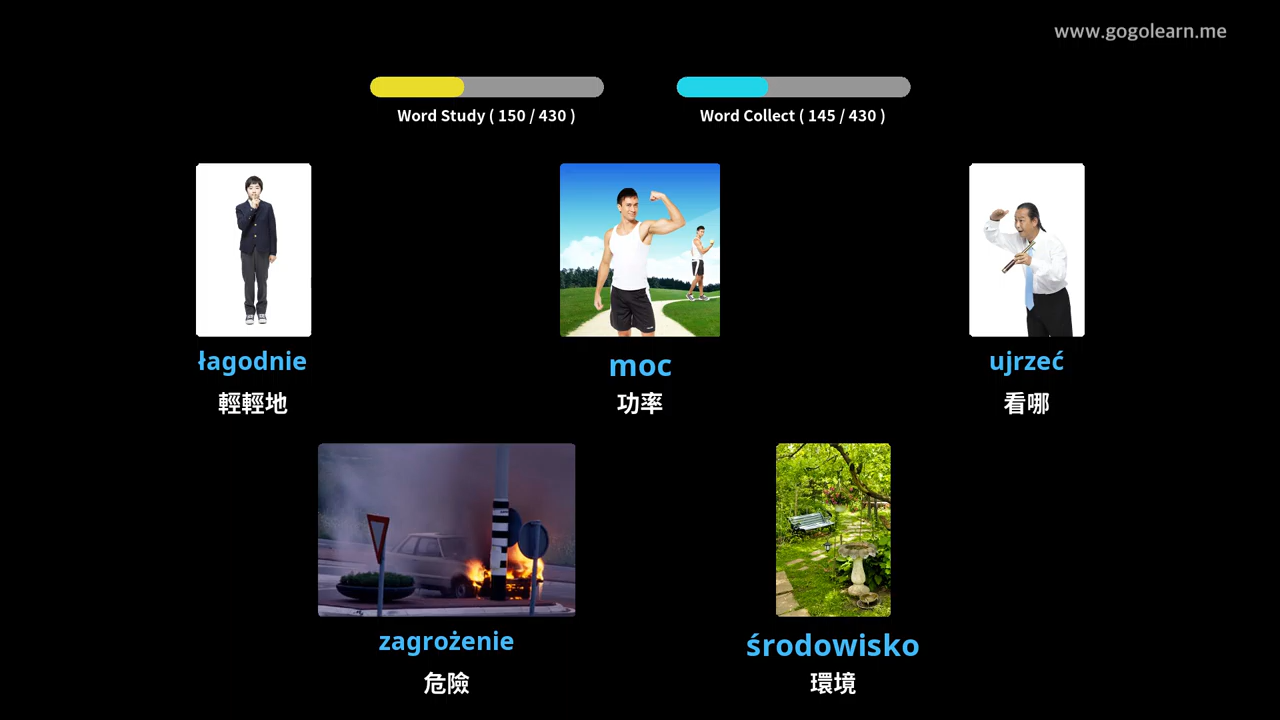 www.gogolearn.me
Word Study ( 150 / 430 )
Word Collect ( 145 / 430 )
łagodnie
輕輕地
moc
功率
ujrzeć
看哪
zagrożenie
危險
środowisko
環境